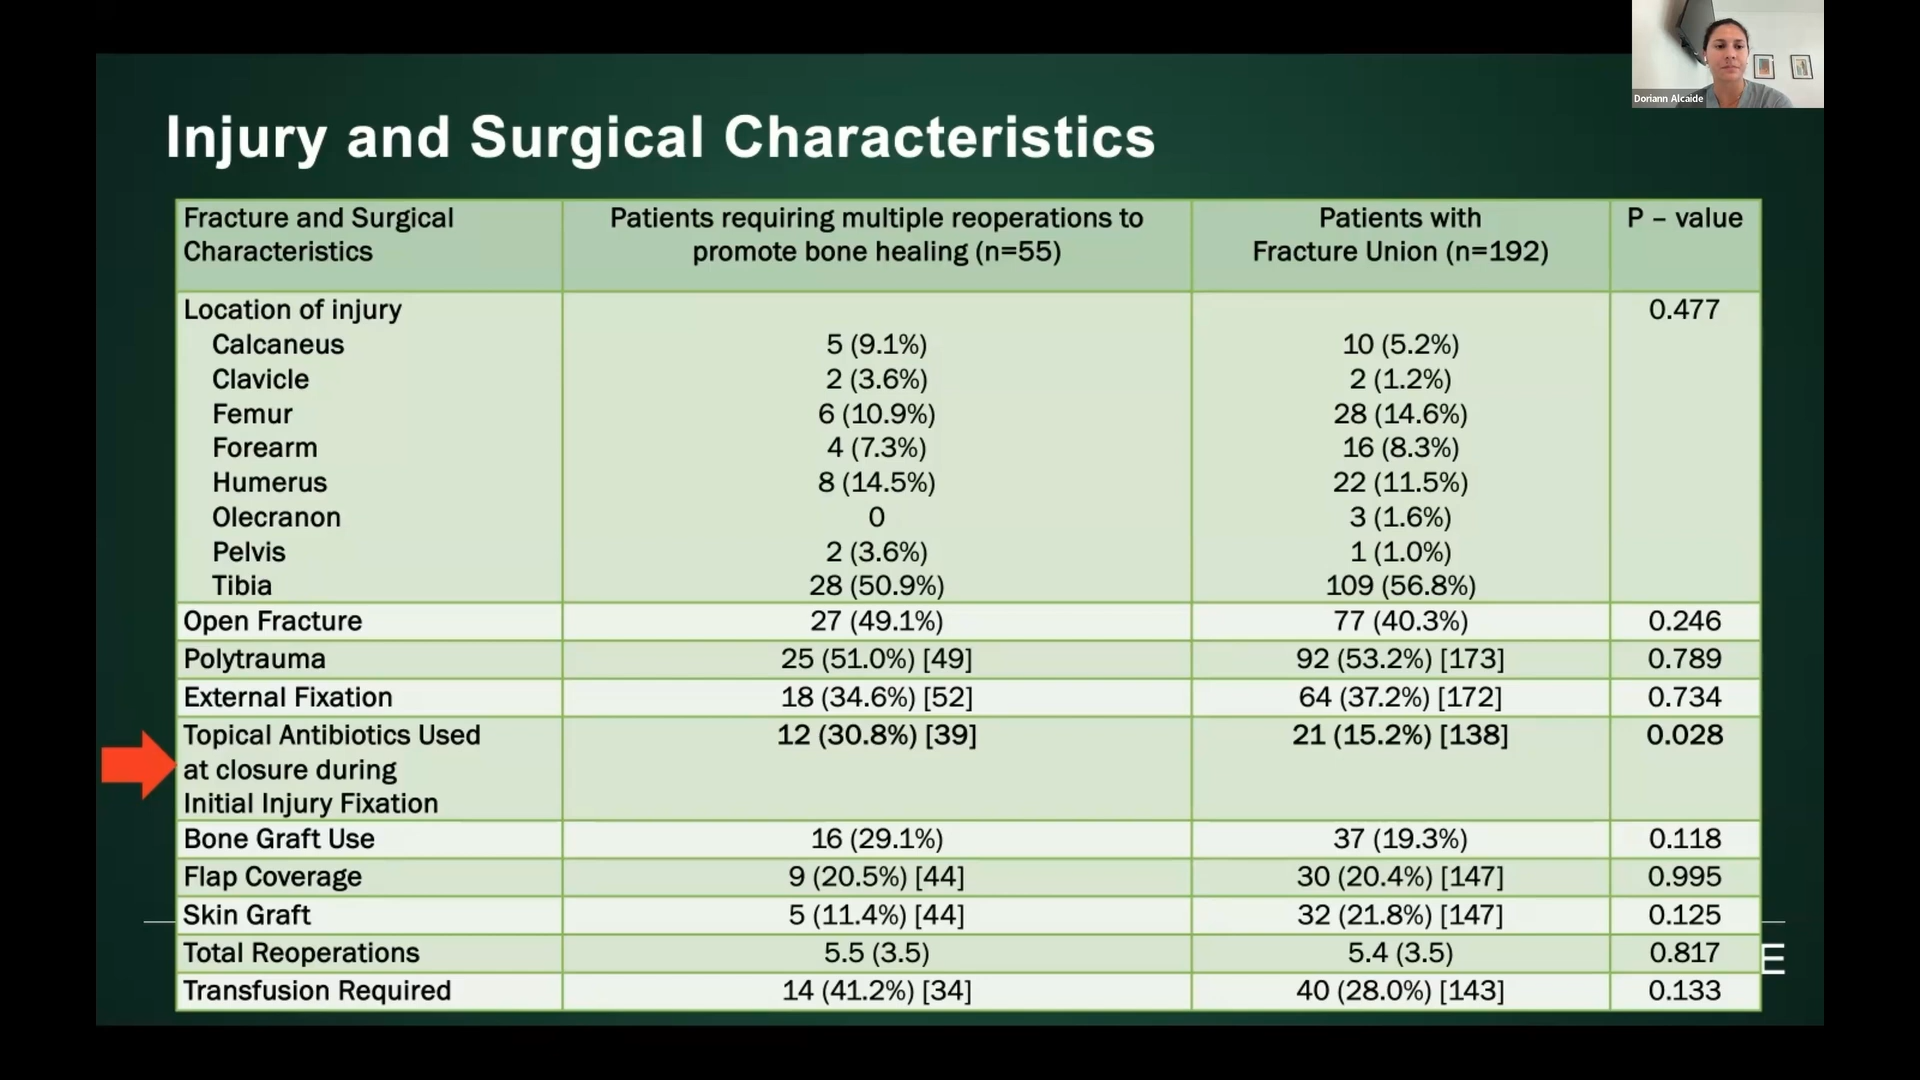 Doriann Alcaide
Injury and Surgical Characteristics
Fracture and Surgical Characteristics
Patients requiring multiple reoperations to promote bone healing (n=55)
Patients with Fracture Union (n=192)
P – value
Location of injury 0.477
Calcaneus 5 (9.1%) 10 (5.2%)
Clavicle 2 (3.6%) 2 (1.2%)
Femur 6 (10.9%) 28 (14.6%)
Forearm 4 (7.3%) 16 (8.3%)
Humerus 8 (14.5%) 22 (11.5%)
Olecranon 0 3 (1.6%)
Pelvis 2 (3.6%) 1 (1.0%)
Tibia 28 (50.9%) 109 (56.8%)
Open Fracture 27 (49.1%) 77 (40.3%) 0.246
Polytrauma 25 (51.0%) [49] 92 (53.2%) [173] 0.789
External Fixation 18 (34.6%) [52] 64 (37.2%) [172] 0.734
Topical Antibiotics Used 12 (30.8%) [39] 21 (15.2%) [138] 0.028
at closure during
Initial Injury Fixation
Bone Graft Use 16 (29.1%) 37 (19.3%) 0.118
Flap Coverage 9 (20.5%) [44] 30 (20.4%) [147] 0.995
Skin Graft 5 (11.4%) [44] 32 (21.8%) [147] 0.125
Total Reoperations 5.5 (3.5) 5.4 (3.5) 0.817
E
Transfusion Required 14 (41.2%) [34] 40 (28.0%) [143] 0.133